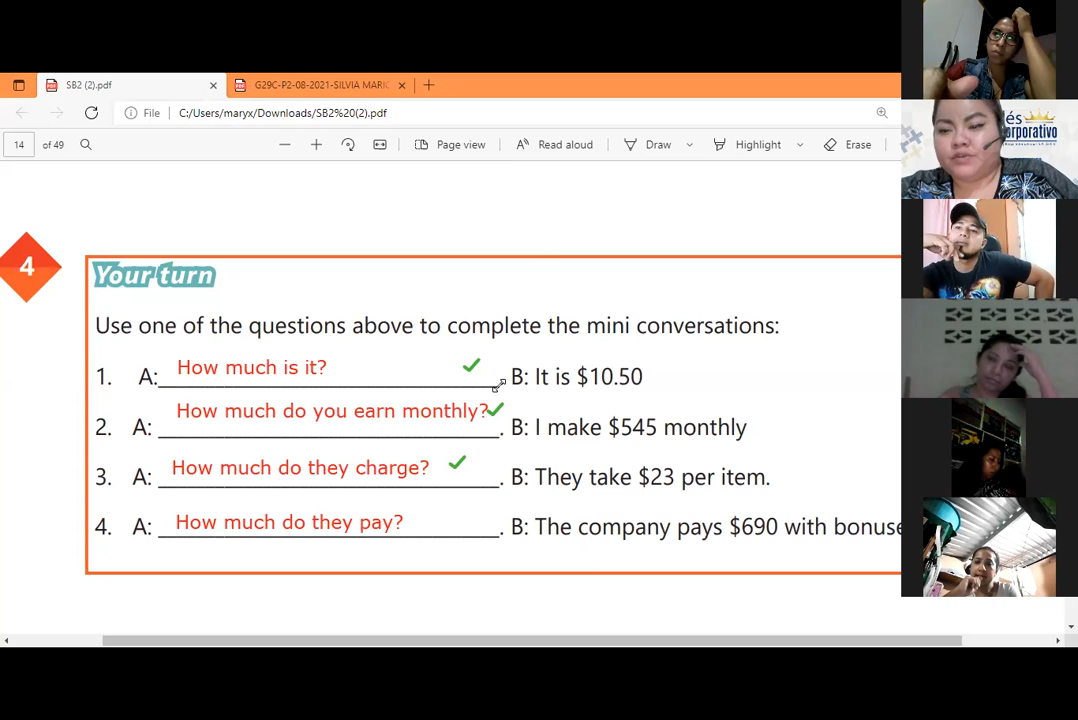 SB2 (2).pdf
G29C-P2-08-2021-SILVIA MARI
File C:/Users/maryx/Downloads/SB2%20(2).pdf
14 of 49 Page view Read aloud Draw Highlight Erase
4
Your turn
Use one of the questions above to complete the mini conversations:
1. A: How much is it? B: It is $10.50
2. A: How much do you earn monthly? . B: I make $545 monthly
3. A: How much do they charge? . B: They take $23 per item.
4. A: How much do they pay? . B: The company pays $690 with bonuse
és
orporativo